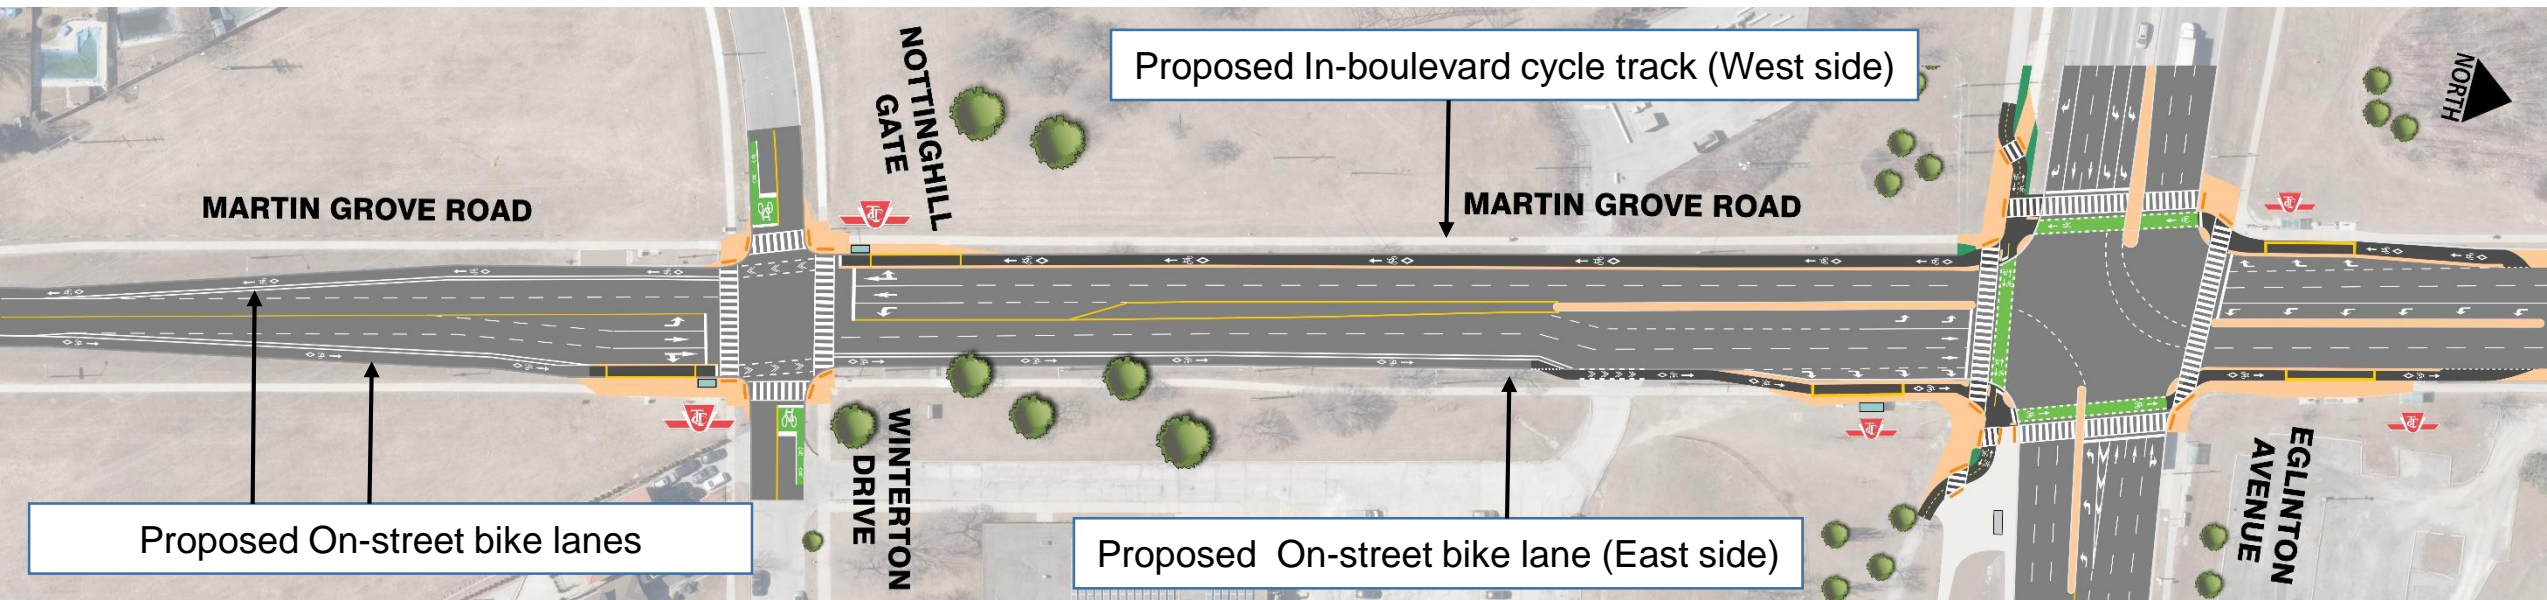 Proposed In-boulevard cycle track (West side)
NORTH
NOTTINGHILL
GATE
MARTIN GROVE ROAD
MARTIN GROVE ROAD
WINTERTON
DRIVE
EGLINTON
AVENUE
Proposed On-street bike lanes
Proposed  On-street bike lane (East side)